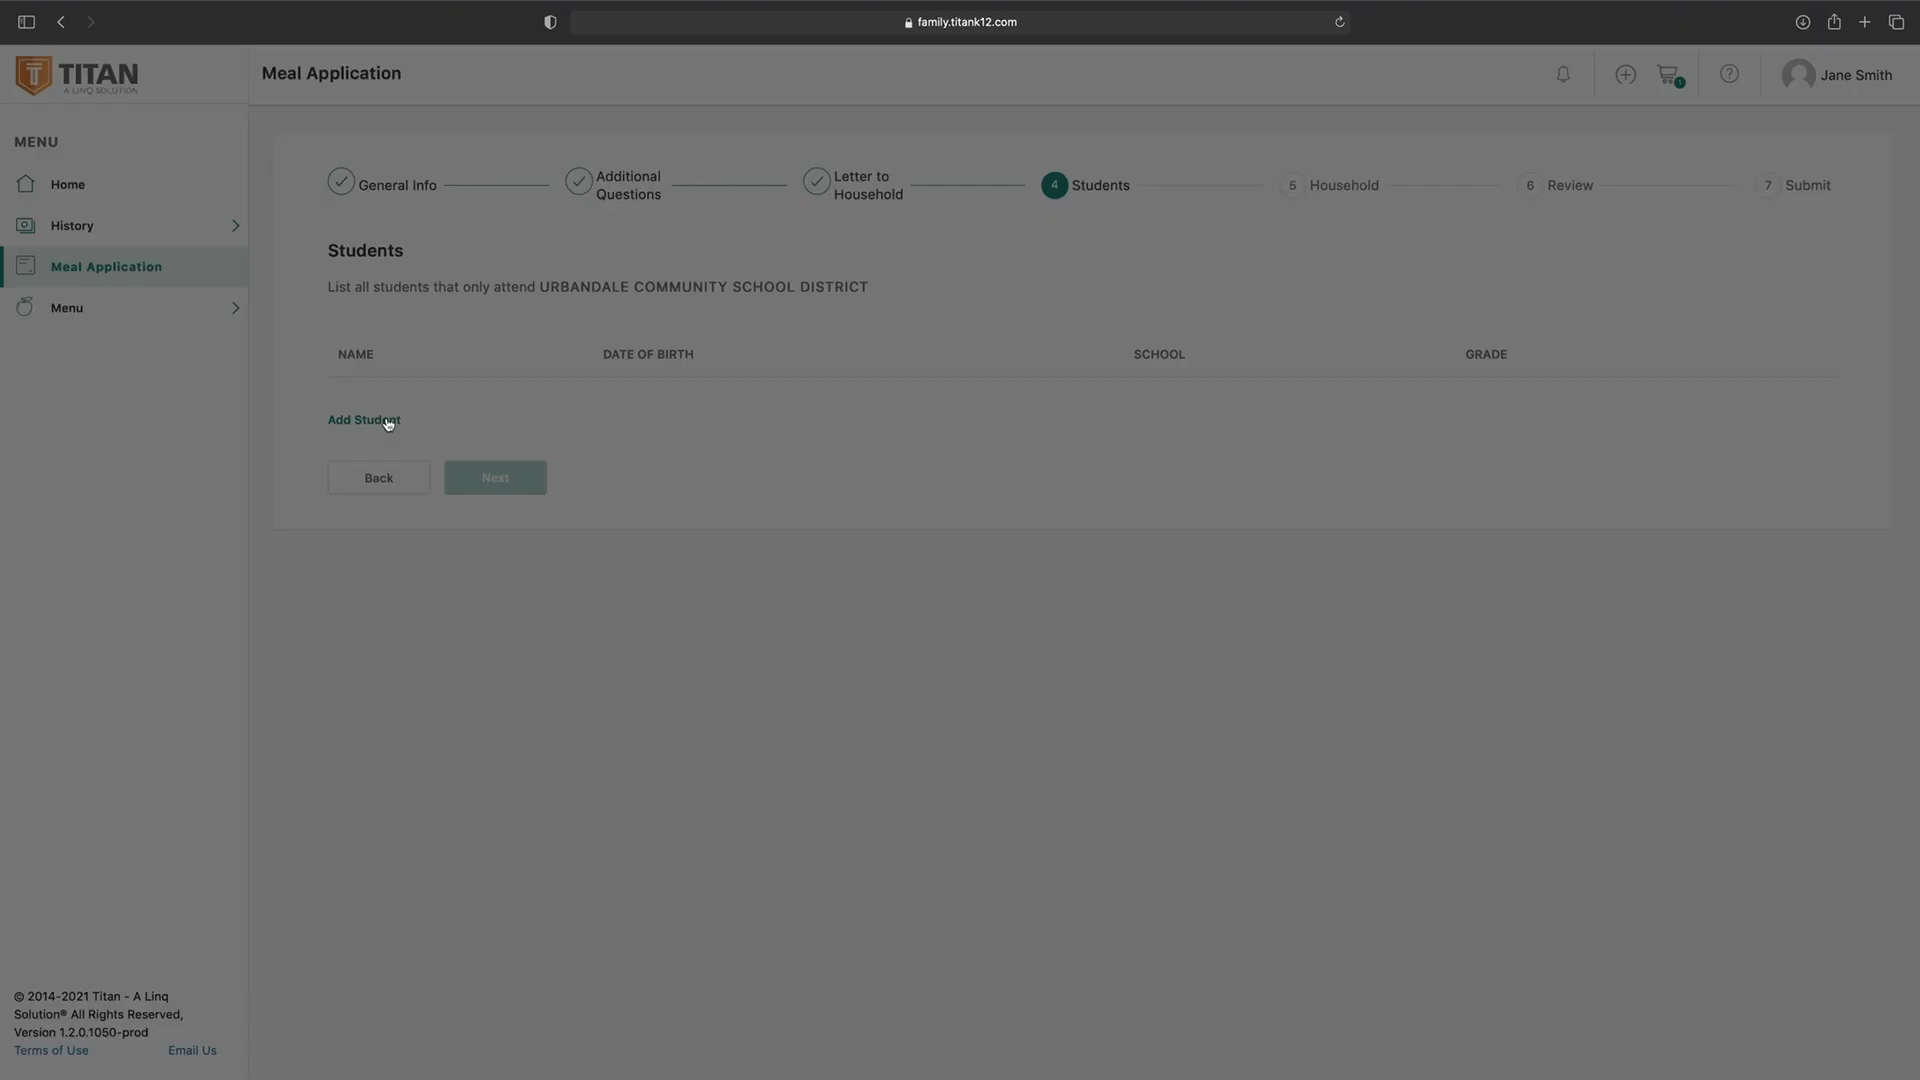 family.titank12.com
TITAN
A LINQ SOLUTION
Meal Application
1
?
Jane Smith
MENU
Home
History
Meal Application
Menu
General Info
Additional
Questions
Letter to
Household
4 Students
5 Household
6 Review
7 Submit
Students
List all students that only attend URBANDALE COMMUNITY SCHOOL DISTRICT
NAME DATE OF BIRTH SCHOOL GRADE
Add Student
Back Next
© 2014-2021 Titan - A Linq
Solution® All Rights Reserved,
Version 1.2.0.1050-prod
Terms of Use Email Us